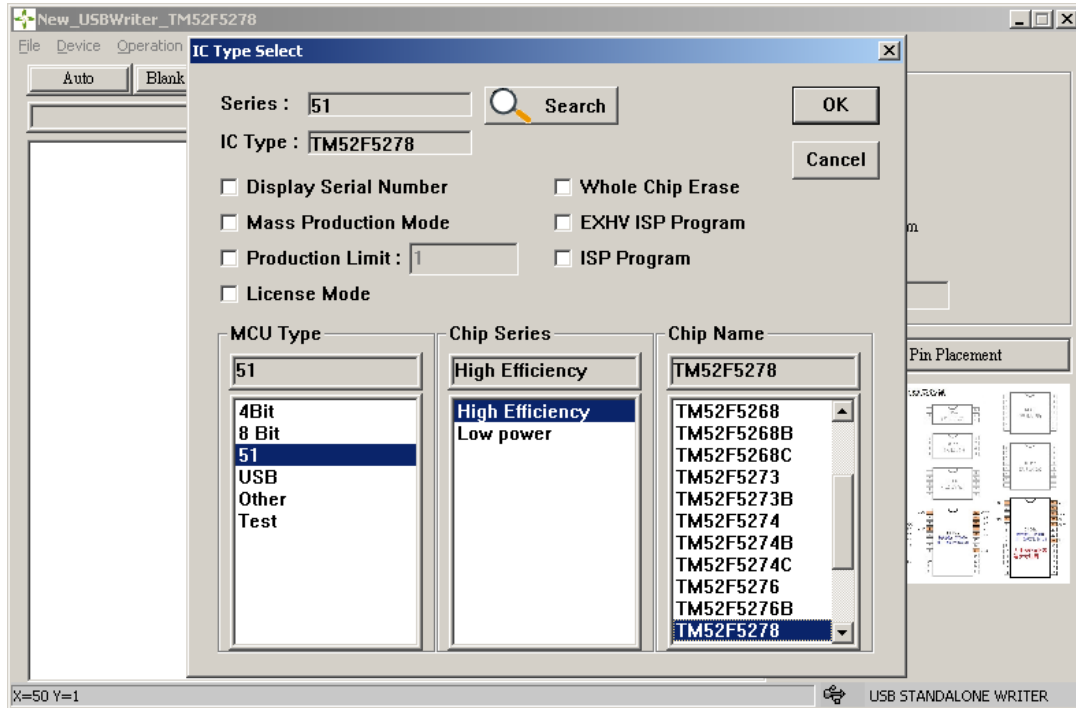 New_USBWriter_TM52F5278
File Device Operation
IC Type Select
Auto Blank
Series : 51 Search OK
IC Type : TM52F5278
Cancel
Display Serial Number Whole Chip Erase
Mass Production Mode EXHV ISP Program
Production Limit : 1 ISP Program
License Mode
m
MCU Type
51
4Bit
8 Bit
51
USB
Other
Test
Chip Series
High Efficiency
High Efficiency
Low power
Chip Name
TM52F5278
TM52F5268
TM52F5268B
TM52F5268C
TM52F5273
TM52F5273B
TM52F5274
TM52F5274B
TM52F5274C
TM52F5276
TM52F5276B
TM52F5278
Pin Placement
X=50 Y=1
USB STANDALONE WRITER